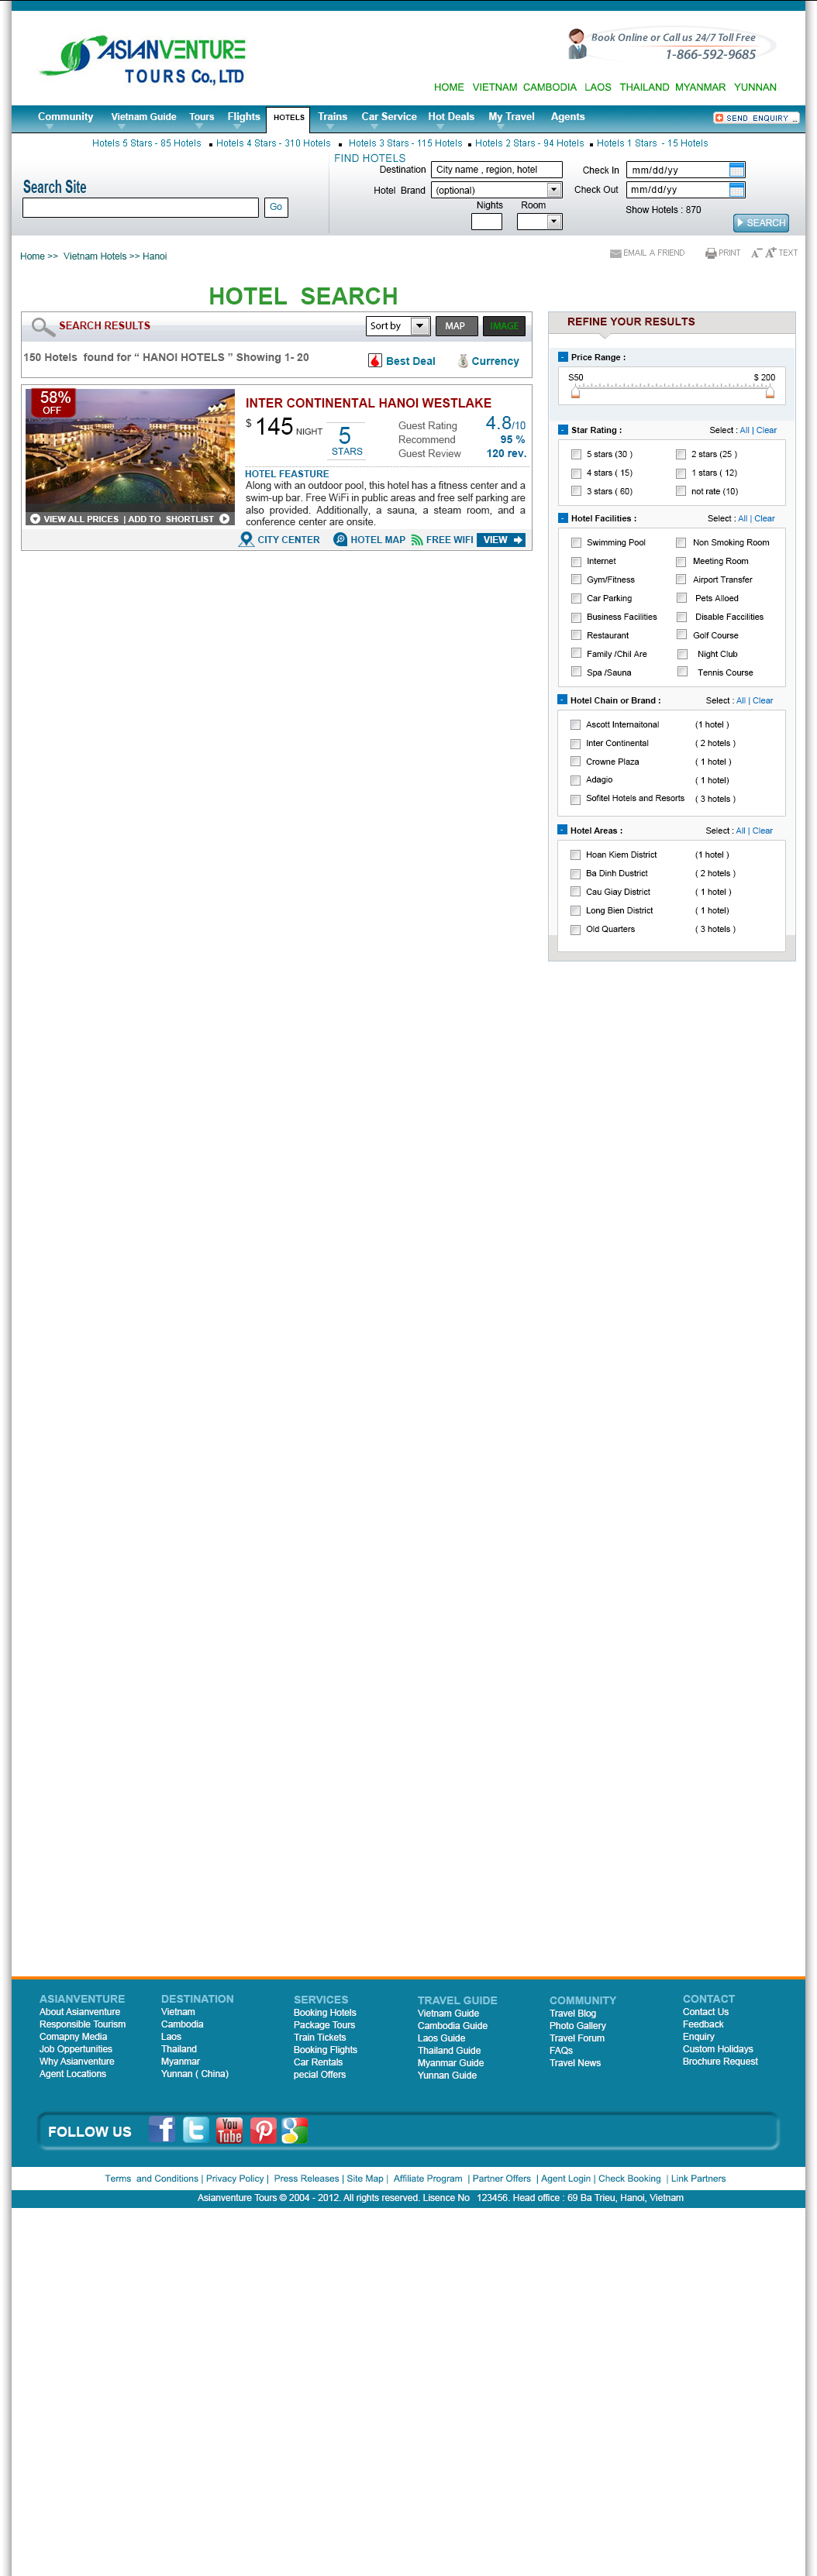 ASIANVENTURE
TOURS Co., LTD
Book Online or Call us 24/7 Toll Free
1-866-592-9685
HOME VIETNAM CAMBODIA LAOS THAILAND MYANMAR YUNNAN
Community Vietnam Guide Tours Flights HOTELS Trains Car Service Hot Deals My Travel Agents SEND ENQUIRY
Hotels 5 Stars - 85 Hotels Hotels 4 Stars - 310 Hotels Hotels 3 Stars - 115 Hotels Hotels 2 Stars - 94 Hotels Hotels 1 Stars - 15 Hotels
FIND HOTELS
Destination City name , region, hotel Check In mm/dd/yy
Search Site Hotel Brand (optional) Check Out mm/dd/yy
Go Nights Room Show Hotels : 870
SEARCH
Home >> Vietnam Hotels >> Hanoi
EMAIL A FRIEND PRINT A- A+ TEXT
HOTEL SEARCH
SEARCH RESULTS Sort by MAP IMAGE
150 Hotels found for “ HANOI HOTELS ” Showing 1- 20 Best Deal Currency
58%
OFF
VIEW ALL PRICES | ADD TO SHORTLIST
INTER CONTINENTAL HANOI WESTLAKE
$ 145 NIGHT
5
STARS
Guest Rating 4.8/10
Recommend 95 %
Guest Review 120 rev.
HOTEL FEASTURE
Along with an outdoor pool, this hotel has a fitness center and a
swim-up bar. Free WiFi in public areas and free self parking are
also provided. Additionally, a sauna, a steam room, and a
conference center are onsite.
CITY CENTER HOTEL MAP FREE WIFI VIEW
REFINE YOUR RESULTS
- Price Range :
S50 $ 200
- Star Rating : Select : All | Clear
5 stars (30 ) 2 stars (25 )
4 stars ( 15) 1 stars ( 12)
3 stars ( 60) not rate (10)
- Hotel Facilities : Select : All | Clear
Swimming Pool Non Smoking Room
Internet Meeting Room
Gym/Fitness Airport Transfer
Car Parking Pets Alloed
Business Facilities Disable Faccilities
Restaurant Golf Course
Family /Chil Are Night Club
Spa /Sauna Tennis Course
- Hotel Chain or Brand : Select : All | Clear
Ascott Internaitonal (1 hotel )
Inter Continental ( 2 hotels )
Crowne Plaza ( 1 hotel )
Adagio ( 1 hotel)
Sofitel Hotels and Resorts ( 3 hotels )
- Hotel Areas : Select : All | Clear
Hoan Kiem District (1 hotel )
Ba Dinh Dustrict ( 2 hotels )
Cau Giay District ( 1 hotel )
Long Bien District ( 1 hotel)
Old Quarters ( 3 hotels )
ASIANVENTURE
About Asianventure
Responsible Tourism
Comapny Media
Job Oppertunities
Why Asianventure
Agent Locations
DESTINATION
Vietnam
Cambodia
Laos
Thailand
Myanmar
Yunnan ( China)
SERVICES
Booking Hotels
Package Tours
Train Tickets
Booking Flights
Car Rentals
pecial Offers
TRAVEL GUIDE
Vietnam Guide
Cambodia Guide
Laos Guide
Thailand Guide
Myanmar Guide
Yunnan Guide
COMMUNITY
Travel Blog
Photo Gallery
Travel Forum
FAQs
Travel News
CONTACT
Contact Us
Feedback
Enquiry
Custom Holidays
Brochure Request
FOLLOW US f t You Tube P g
Terms and Conditions | Privacy Policy | Press Releases | Site Map | Affiliate Program | Partner Offers | Agent Login | Check Booking | Link Partners
Asianventure Tours © 2004 - 2012. All rights reserved. Lisence No 123456. Head office : 69 Ba Trieu, Hanoi, Vietnam